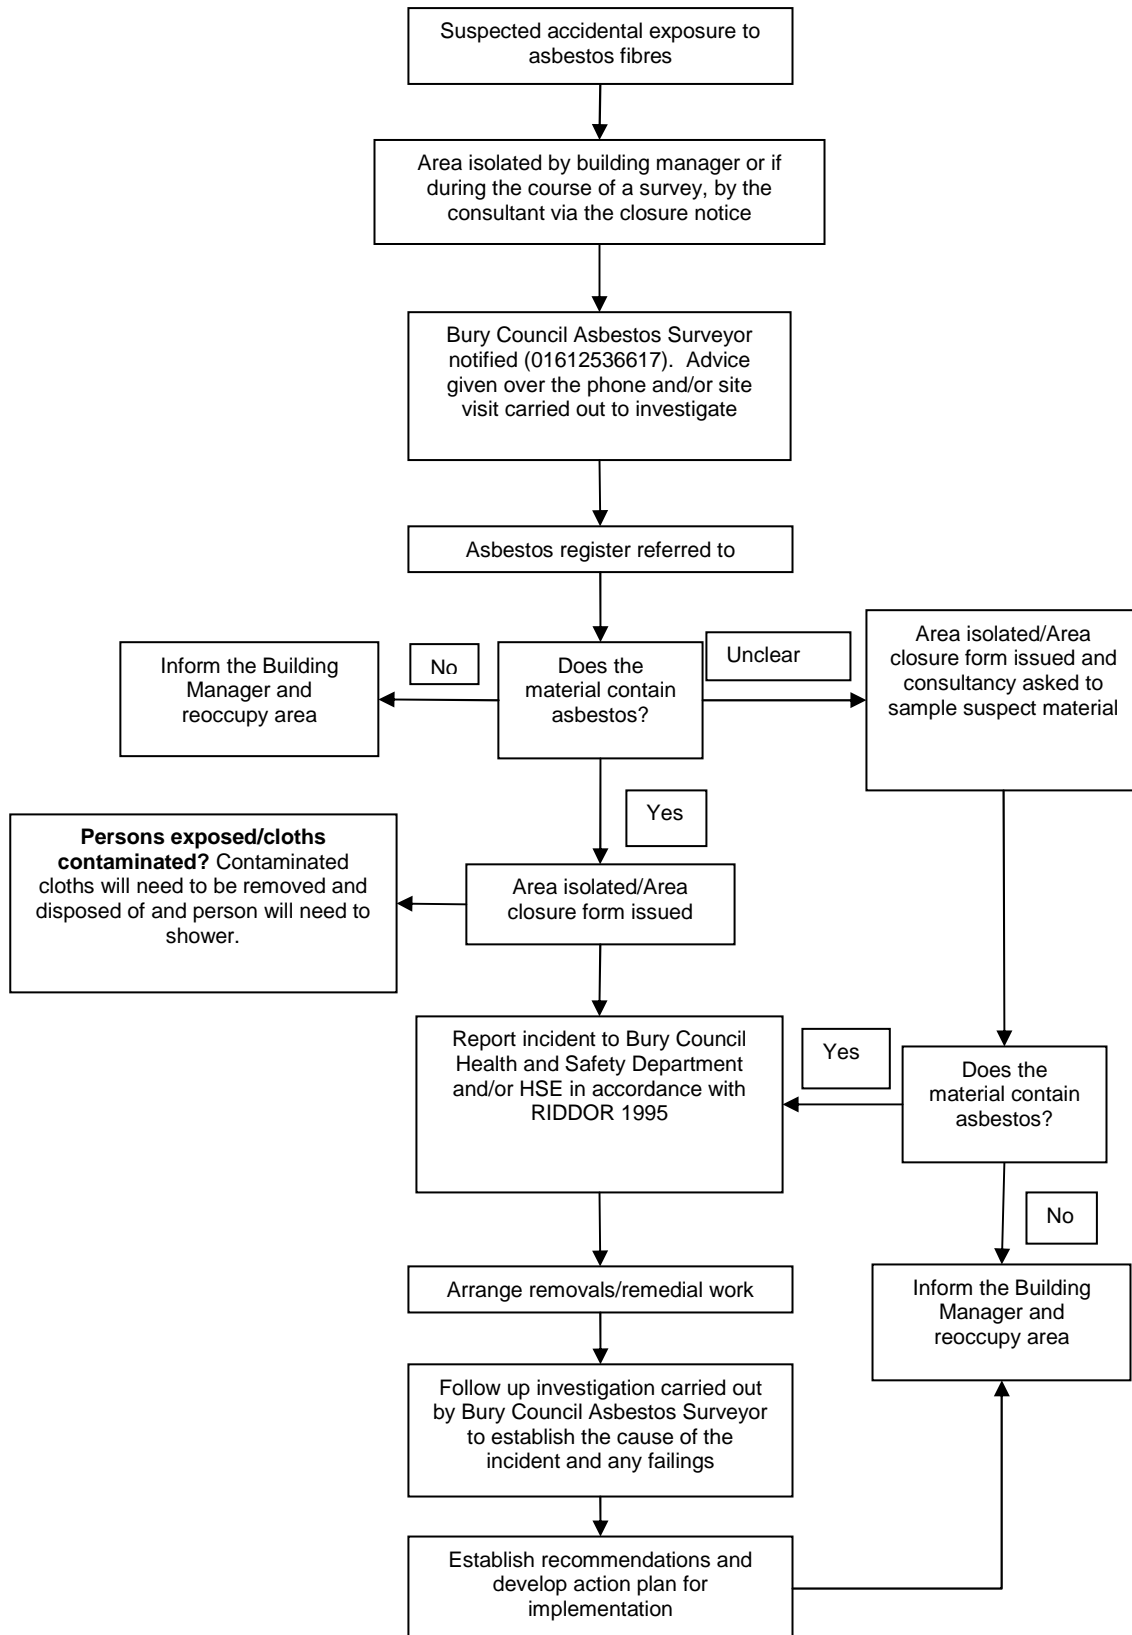 Suspected accidental exposure to
asbestos fibres
Area isolated by building manager or if
during the course of a survey, by the
consultant via the closure notice
Bury Council Asbestos Surveyor
notified (01612536617).  Advice
given over the phone and/or site
visit carried out to investigate
Asbestos register referred to
Inform the Building
Manager and
reoccupy area
No
Does the
material contain
asbestos?
Unclear
Area isolated/Area
closure form issued and
consultancy asked to
sample suspect material
Yes
Persons exposed/cloths
contaminated? Contaminated
cloths will need to be removed and
disposed of and person will need to
shower.
Area isolated/Area
closure form issued
Report incident to Bury Council
Health and Safety Department
and/or HSE in accordance with
RIDDOR 1995
Yes
Does the
material contain
asbestos?
No
Arrange removals/remedial work
Inform the Building
Manager and
reoccupy area
Follow up investigation carried out
by Bury Council Asbestos Surveyor
to establish the cause of the
incident and any failings
Establish recommendations and
develop action plan for
implementation